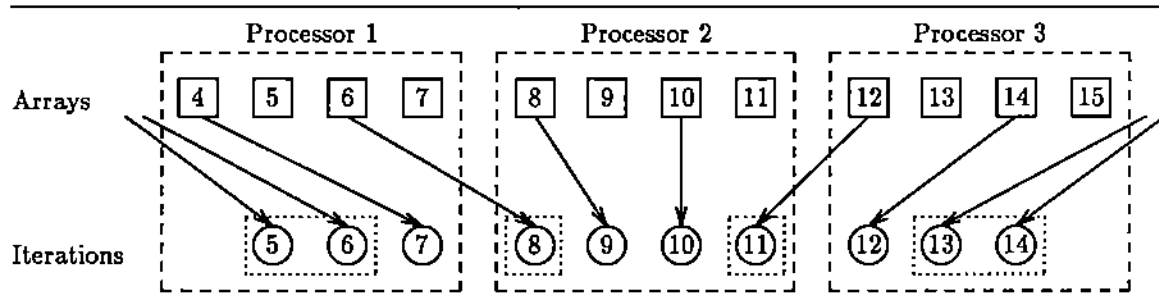 Processor 1 Processor 2 Processor 3
Arrays 4 5 6 7 8 9 10 11 12 13 14 15
Iterations 5 6 7 8 9 10 11 12 13 14